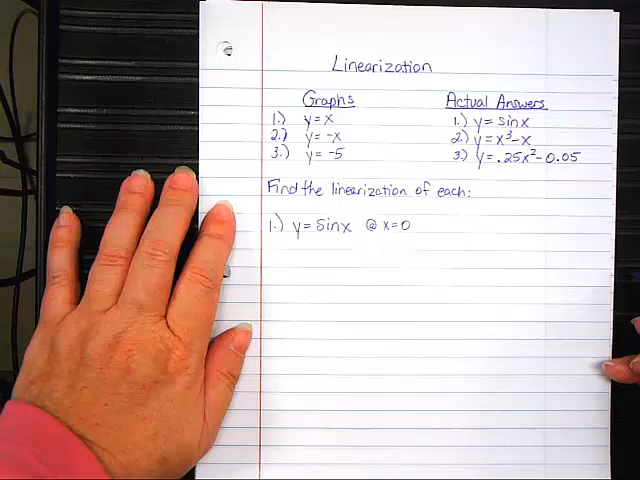 Linearization
Graphs
1.) y=x
2.) y= -x
3.) y= -5
Actual Answers
1.) y= sinx
2.) y= x³-x
3.) y=.25x²-0.05
Find the linearization of each:
1.) y= sinx @ x=0